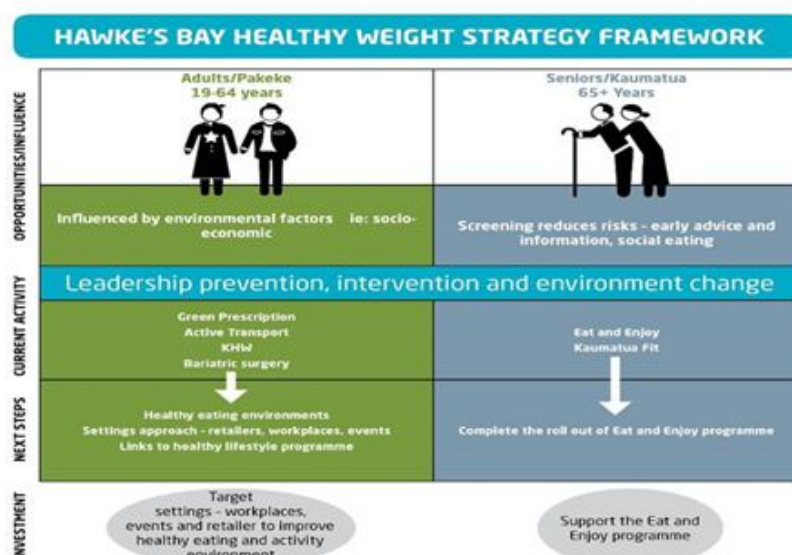 HAWKE'S BAY HEALTHY WEIGHT STRATEGY FRAMEWORK
OPPORTUNITIES/INFLUENCE
Adults/Pakeke
19-64 years
Seniors/Kaumatua
65+ Years
Influenced by environmental factors ie: socio-
economic
Screening reduces risks - early advice and
information, social eating
Leadership prevention, intervention and environment change
CURRENT ACTIVITY
Green Prescription
Active Transport
KHW
Bariatric surgery
Eat and Enjoy
Kaumatua Fit
NEXT STEPS
Healthy eating environments
Settings approach - retailers, workplaces, events
Links to healthy lifestyle programme
Complete the roll out of Eat and Enjoy programme
NVESTMENT
Target
settings - workplaces,
events and retailer to improve
healthy eating and activity
environment
Support the Eat and
Enjoy programme